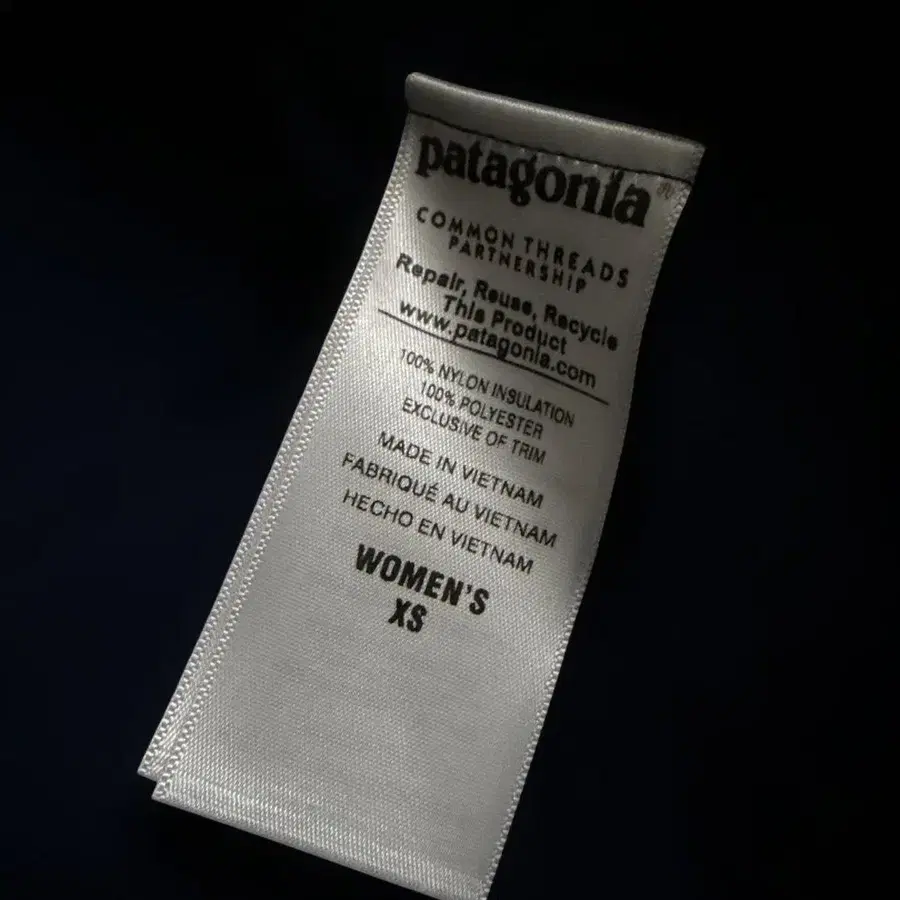 patagonia®
COMMON THREADS
PARTNERSHIP
Repair, Reuse, Recycle
This Product
www.patagonia.com
100% NYLON INSULATION
100% POLYESTER
EXCLUSIVE OF TRIM
MADE IN VIETNAM
FABRIQUÉ AU VIETNAM
HECHO EN VIETNAM
WOMEN'S
XS